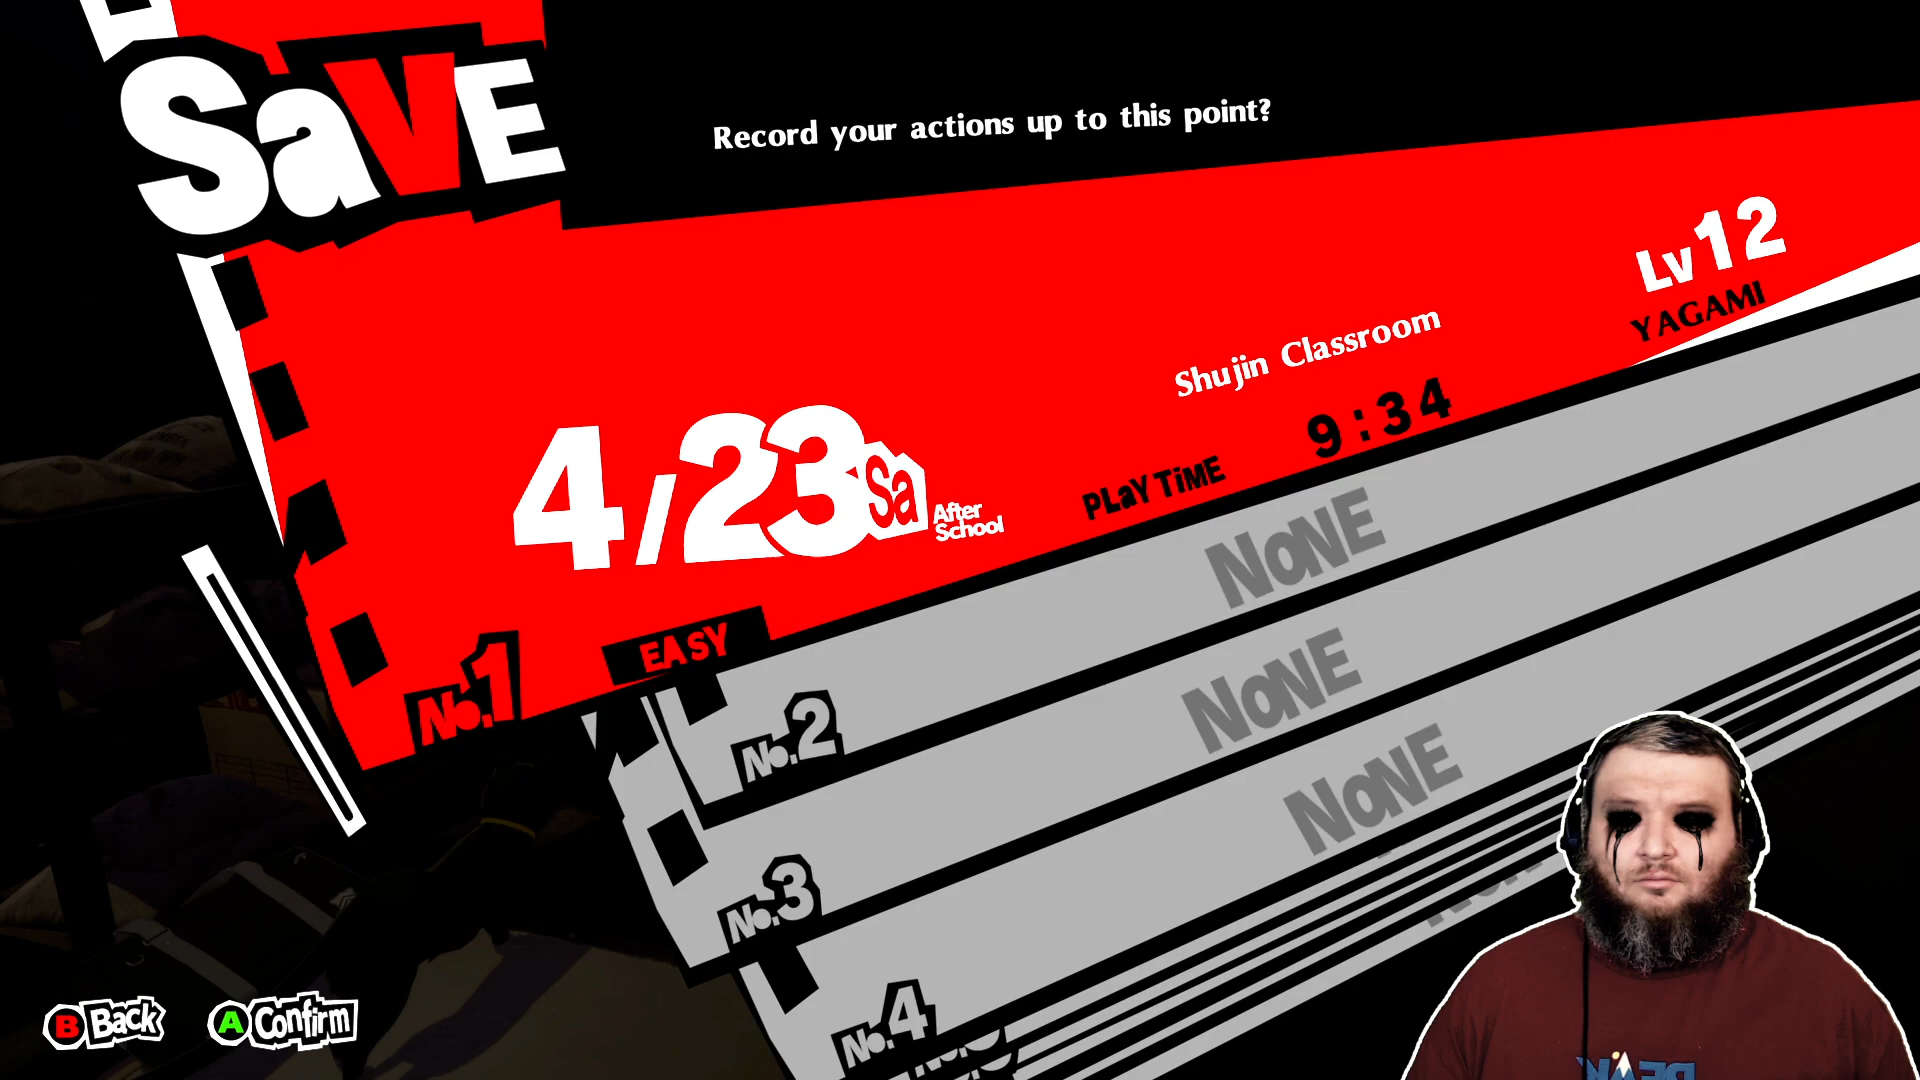 SaVE
Record your actions up to this point?
Lv12
YAGAMI
Shujin Classroom
4/23 Sa After School
PLaY TiME 9:34
No.1 EASY
No.2 NoNE
No.3 NoNE
No.4 NoNE
B Back A Confirm